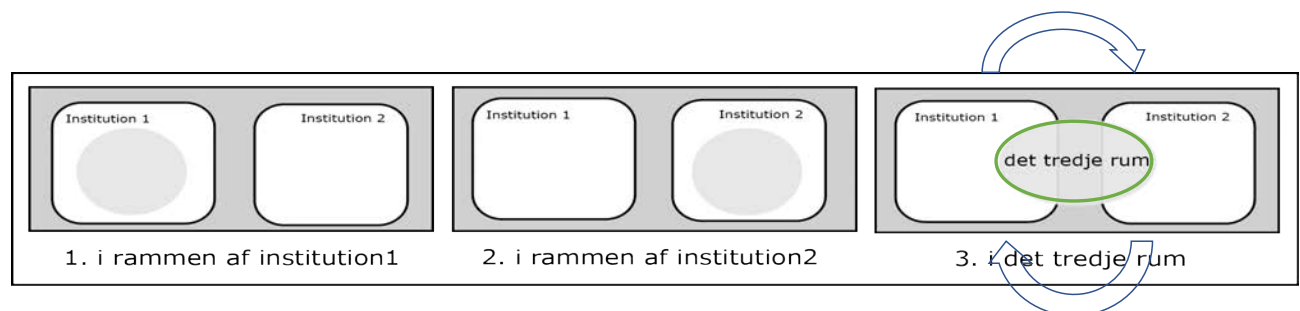 Institution 1
Institution 2
1. i rammen af institution1
Institution 1
Institution 2
2. i rammen af institution2
Institution 1
Institution 2
det tredje rum
3. i det tredje rum